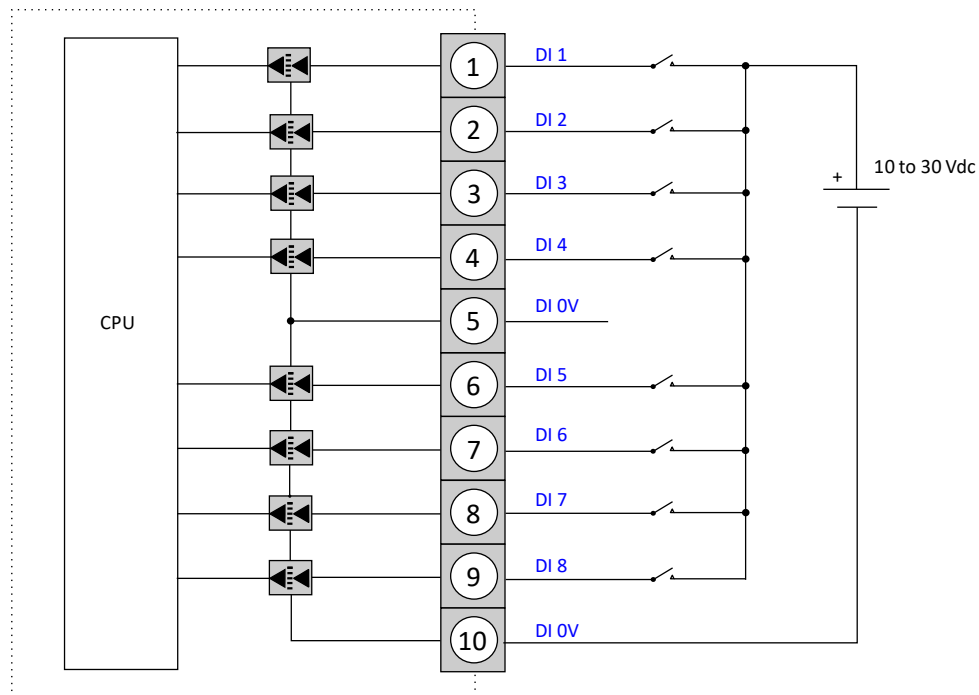 1 DI 1
2 DI 2
10 to 30 Vdc
+
3 DI 3
4 DI 4
CPU
5 DI 0V
6 DI 5
7 DI 6
8 DI 7
9 DI 8
10 DI 0V